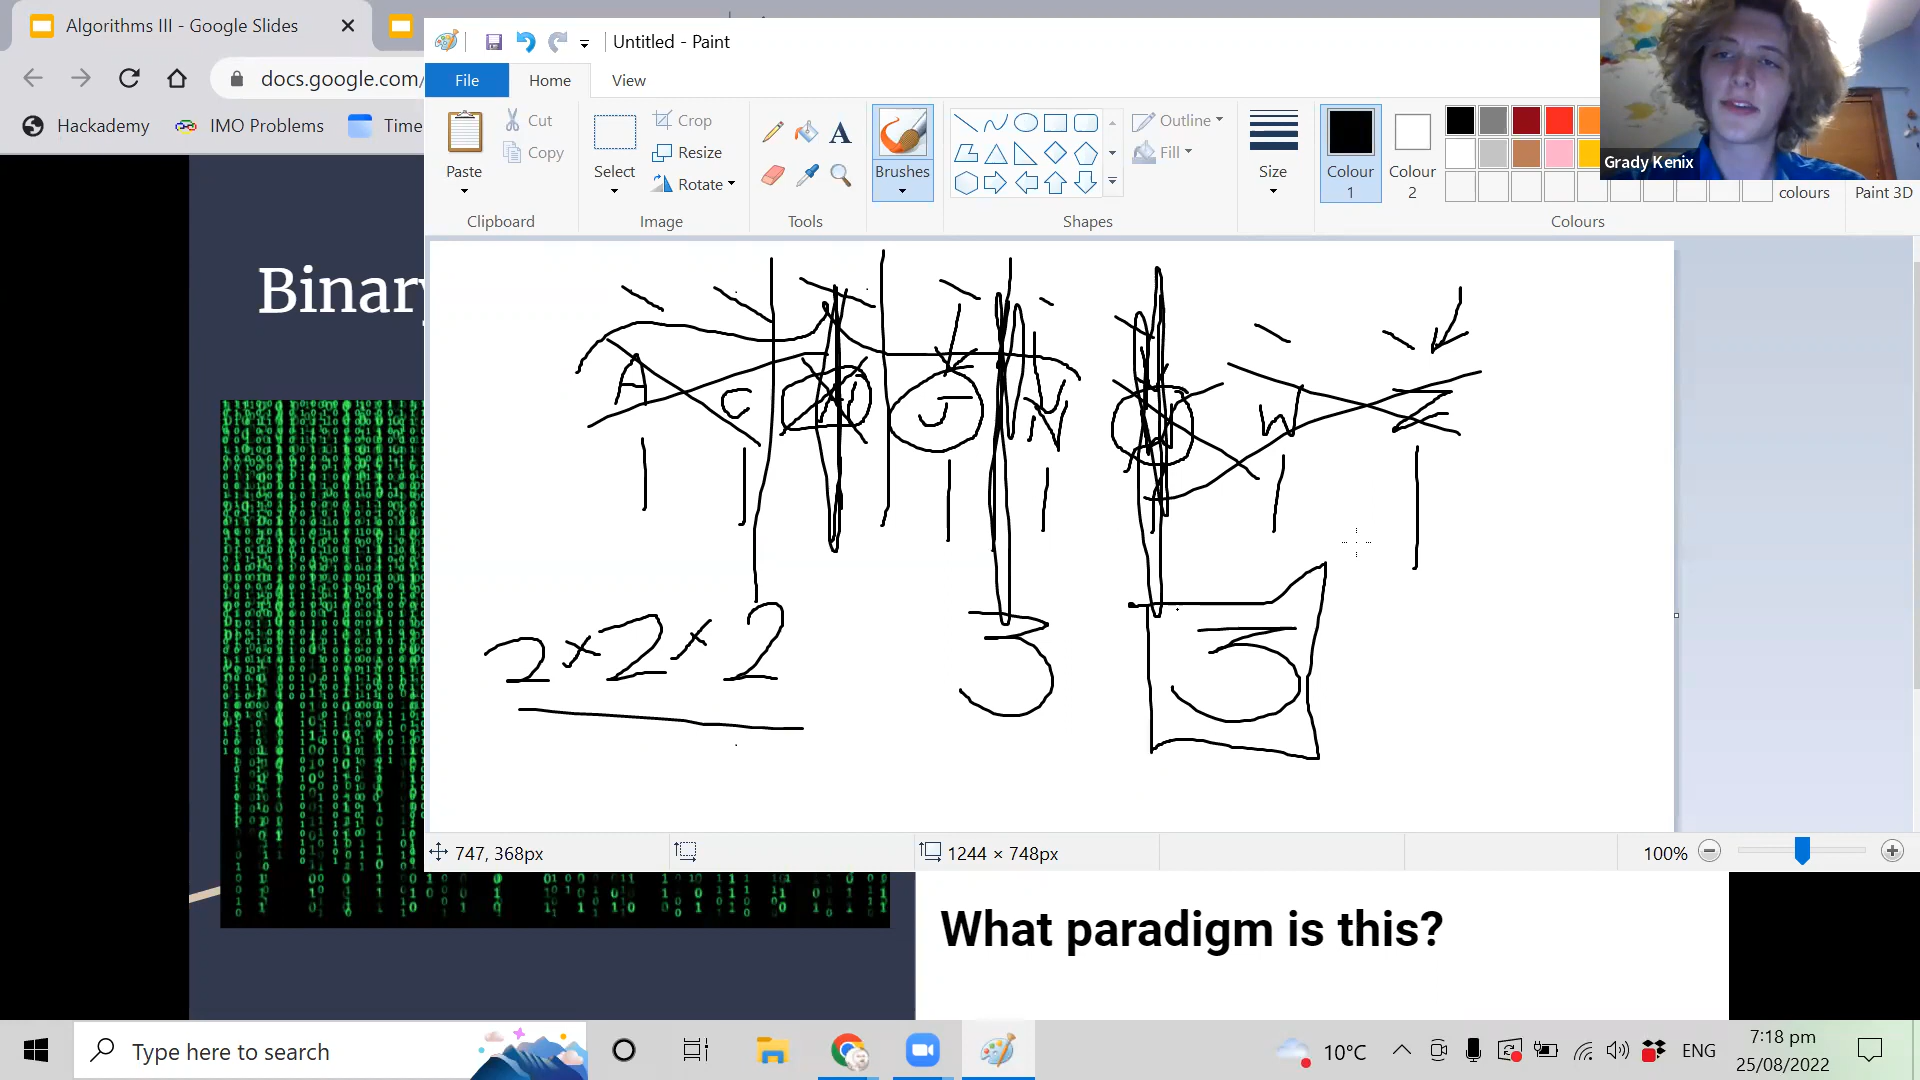 Algorithms III - Google Slides
Untitled - Paint
docs.google.com/
File Home View
Hackademy IMO Problems Time
Paste Cut Copy
Select Crop Resize Rotate
A
Brushes
Outline Fill
Size
Colour 1
Colour 2
colours
Paint 3D
Clipboard Image Tools Shapes Colours
Grady Kenix
Binary
A C J N W Z
2 × 2 × 2 3 3
747, 368px 1244 × 748px 100%
What paradigm is this?
Type here to search
10°C ENG 7:18 pm
25/08/2022